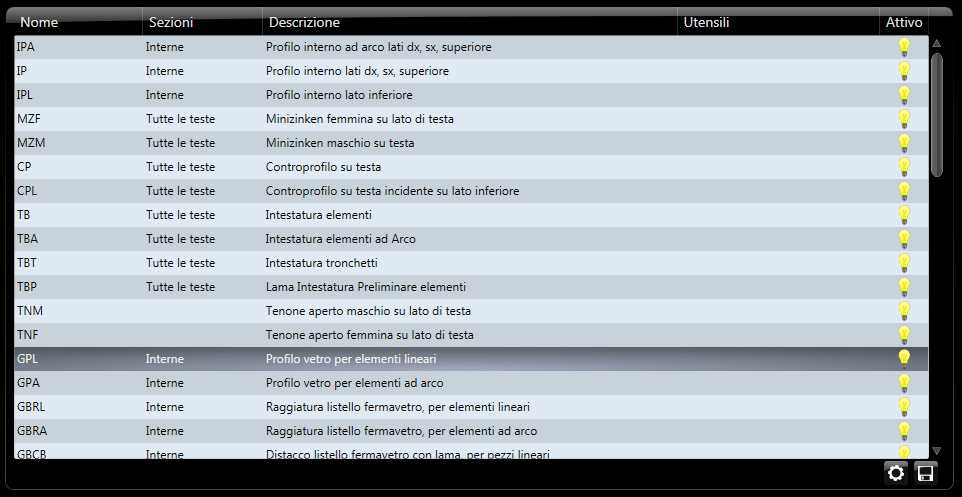 Nome Sezioni Descrizione Utensili Attivo
IPA Interne Profilo interno ad arco lati dx, sx, superiore
IP Interne Profilo interno lati dx, sx, superiore
IPL Interne Profilo interno lato inferiore
MZF Tutte le teste Minizinken femmina su lato di testa
MZM Tutte le teste Minizinken maschio su testa
CP Tutte le teste Controprofilo su testa
CPL Tutte le teste Controprofilo su testa incidente su lato inferiore
TB Tutte le teste Intestatura elementi
TBA Tutte le teste Intestatura elementi ad Arco
TBT Tutte le teste Intestatura tronchetti
TBP Tutte le teste Lama Intestatura Preliminare elementi
TNM Tenone aperto maschio su lato di testa
TNF Tenone aperto femmina su lato di testa
GPL Interne Profilo vetro per elementi lineari
GPA Interne Profilo vetro per elementi ad arco
GBRL Interne Raggiatura listello fermavetro, per elementi lineari
GBRA Interne Raggiatura listello fermavetro, per elementi ad arco
GBCB Interne Distacco listello fermavetro con lama, per pezzi lineari